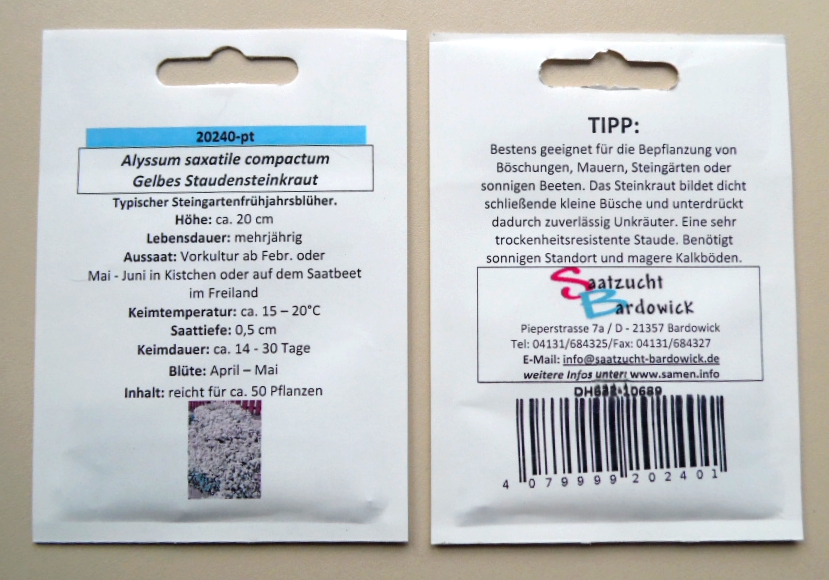 20240-pt
Alyssum saxatile compactum
Gelbes Staudensteinkraut
Typischer Steingartenfrühjahrsblüher.
Höhe: ca. 20 cm
Lebensdauer: mehrjährig
Aussaat: Vorkultur ab Febr. oder
Mai - Juni in Kistchen oder auf dem Saatbeet
im Freiland
Keimtemperatur: ca. 15 – 20°C
Saattiefe: 0,5 cm
Keimdauer: ca. 14 - 30 Tage
Blüte: April – Mai
Inhalt: reicht für ca. 50 Pflanzen
TIPP:
Bestens geeignet für die Bepflanzung von
Böschungen, Mauern, Steingärten oder
sonnigen Beeten. Das Steinkraut bildet dicht
schließende kleine Büsche und unterdrückt
dadurch zuverlässig Unkräuter. Eine sehr
trockenheitsresistente Staude. Benötigt
sonnigen Standort und magere Kalkböden.
Saatzucht
Bardowick
Pieperstrasse 7a / D - 21357 Bardowick
Tel: 04131/684325/Fax: 04131/684327
E-Mail: info@saatzucht-bardowick.de
weitere Infos unter: www.samen.info
4 079999 202401